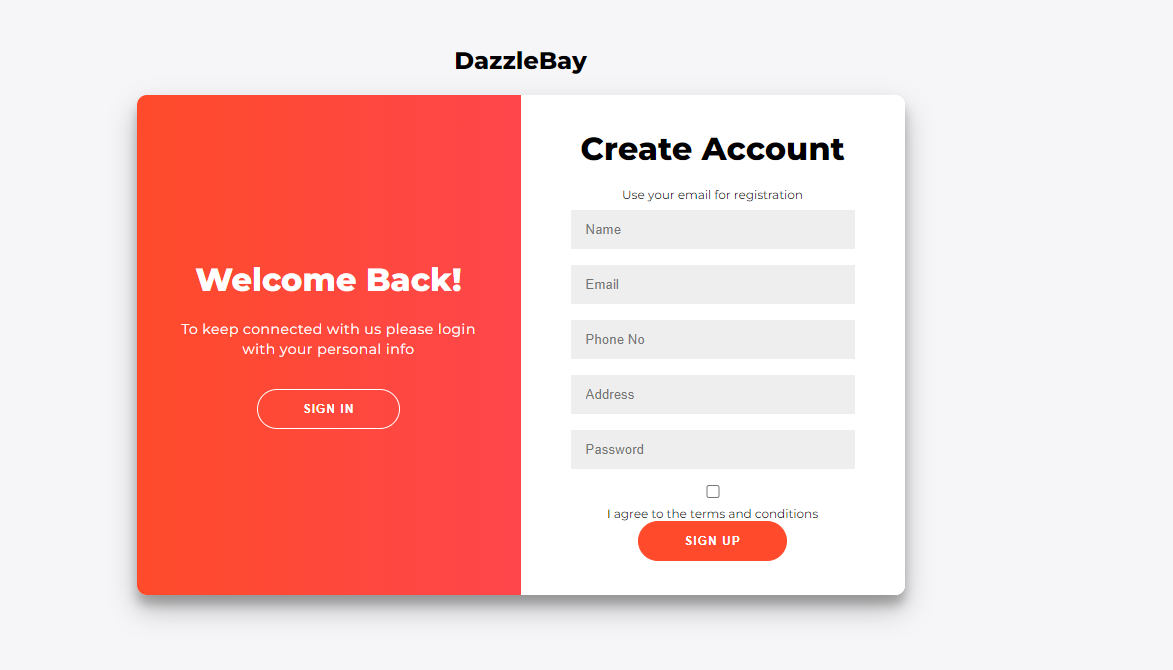 DazzleBay
Welcome Back!
To keep connected with us please login
with your personal info
SIGN IN
Create Account
Use your email for registration
Name
Email
Phone No
Address
Password
I agree to the terms and conditions
SIGN UP